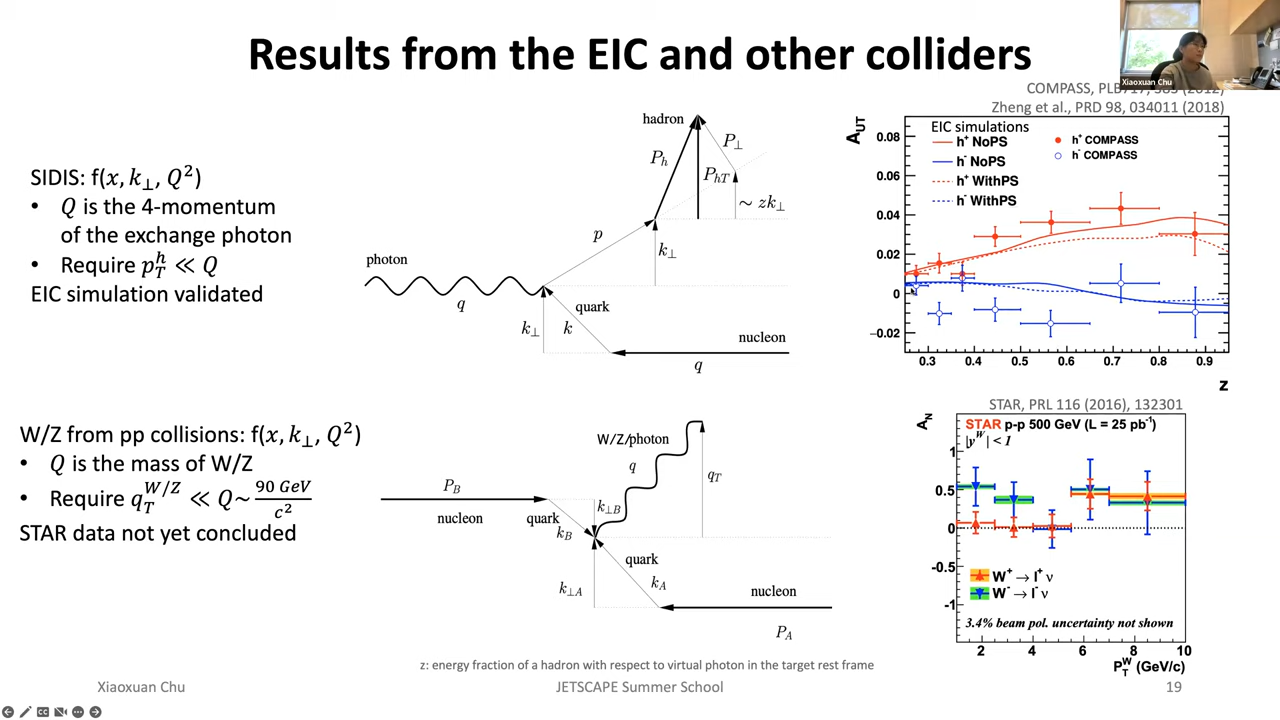 Results from the EIC and other colliders
Xiaoxuan Chu
COMPASS, PLB717, 383 (2012)
Zheng et al., PRD 98, 034011 (2018)
SIDIS: f(x, k⊥, Q²)
• Q is the 4-momentum
of the exchange photon
• Require p_T^h ≪ Q
EIC simulation validated
hadron
P⊥
P_h
P_hT
~ zk⊥
p
k⊥
photon
q
quark
k⊥
k
nucleon
q
A_UT
EIC simulations
h⁺ NoPS
h⁻ NoPS
h⁺ WithPS
h⁻ WithPS
h⁺ COMPASS
h⁻ COMPASS
0.08
0.06
0.04
0.02
0
−0.02
0.3 0.4 0.5 0.6 0.7 0.8 0.9
z
W/Z from pp collisions: f(x, k⊥, Q²)
• Q is the mass of W/Z
• Require q_T^{W/Z} ≪ Q~ 90 GeV/c²
STAR data not yet concluded
W/Z/photon
q
q_T
P_B
nucleon
quark
k⊥B
k_B
quark
k⊥A
k_A
nucleon
P_A
STAR, PRL 116 (2016), 132301
A_N
STAR p-p 500 GeV (L = 25 pb⁻¹)
|y^W| < 1
1
0.5
0
-0.5
-1
W⁺ → l⁺ ν
W⁻ → l⁻ ν
3.4% beam pol. uncertainty not shown
2 4 6 8 10
P_T^W (GeV/c)
z: energy fraction of a hadron with respect to virtual photon in the target rest frame
Xiaoxuan Chu
JETSCAPE Summer School
19